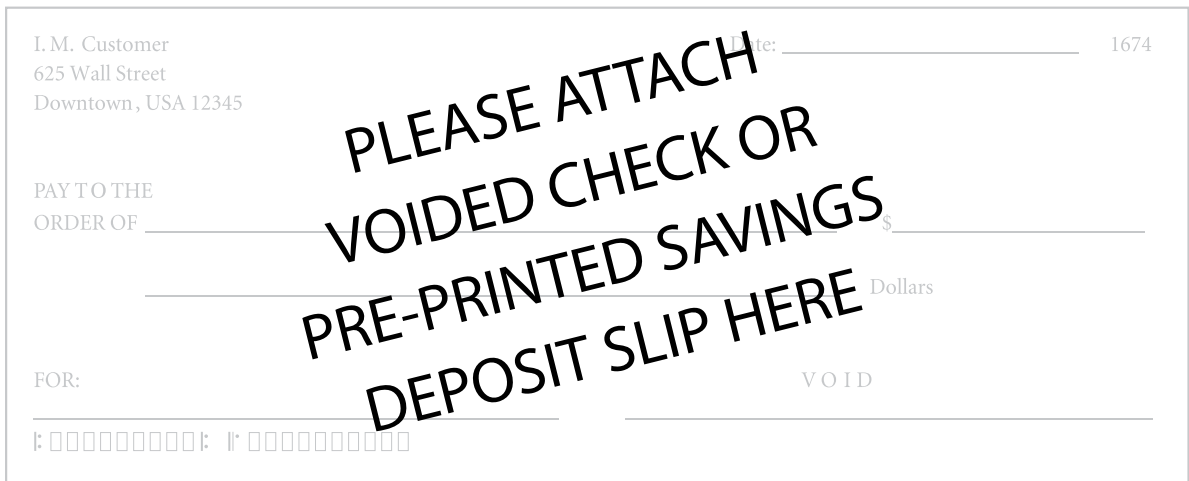 I. M. Customer
625 Wall Street
Downtown, USA 12345
Date:
1674
PLEASE ATTACH
VOIDED CHECK OR
PRE-PRINTED SAVINGS
DEPOSIT SLIP HERE
PAY TO THE
ORDER OF
$
Dollars
FOR:
VOID